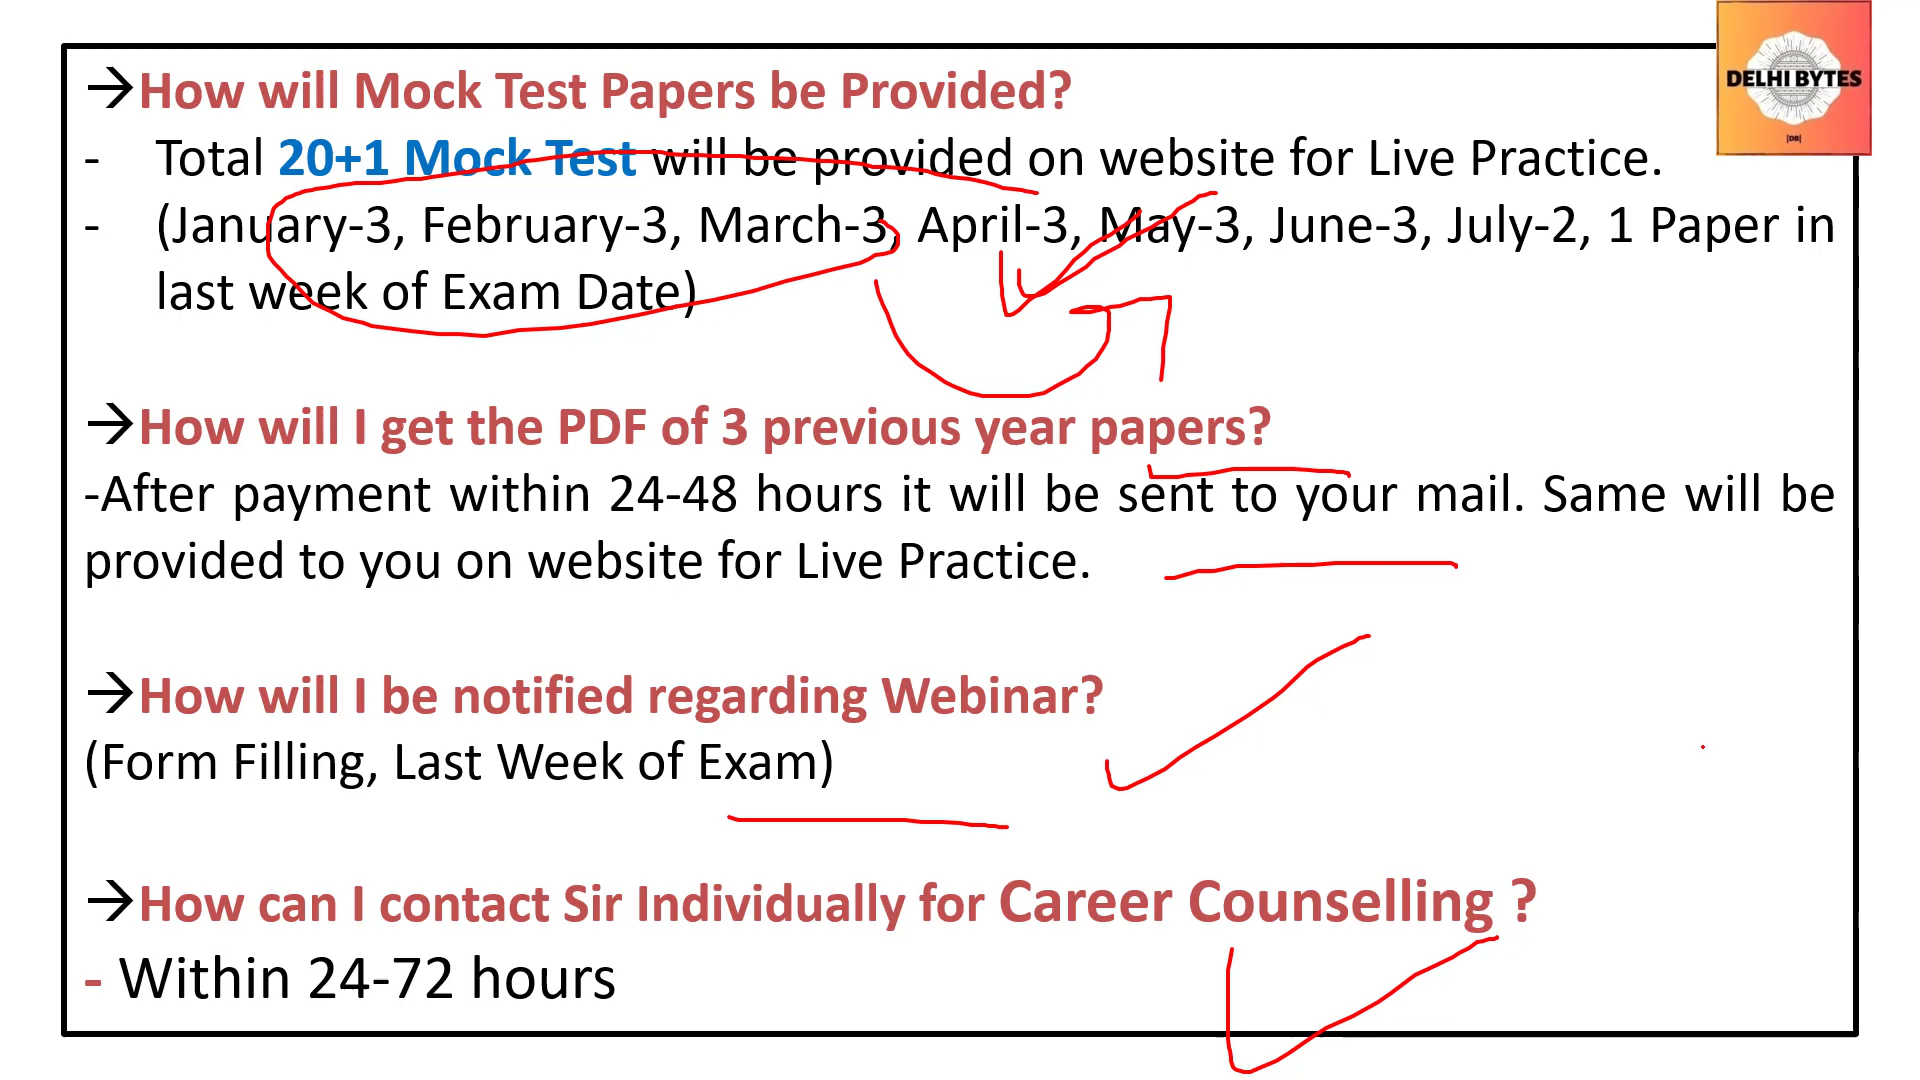 DELHI BYTES
|DB|
→How will Mock Test Papers be Provided?
- Total 20+1 Mock Test will be provided on website for Live Practice.
- (January-3, February-3, March-3, April-3, May-3, June-3, July-2, 1 Paper in
last week of Exam Date)
→How will I get the PDF of 3 previous year papers?
-After payment within 24-48 hours it will be sent to your mail. Same will be
provided to you on website for Live Practice.
→How will I be notified regarding Webinar?
(Form Filling, Last Week of Exam)
→How can I contact Sir Individually for Career Counselling ?
- Within 24-72 hours